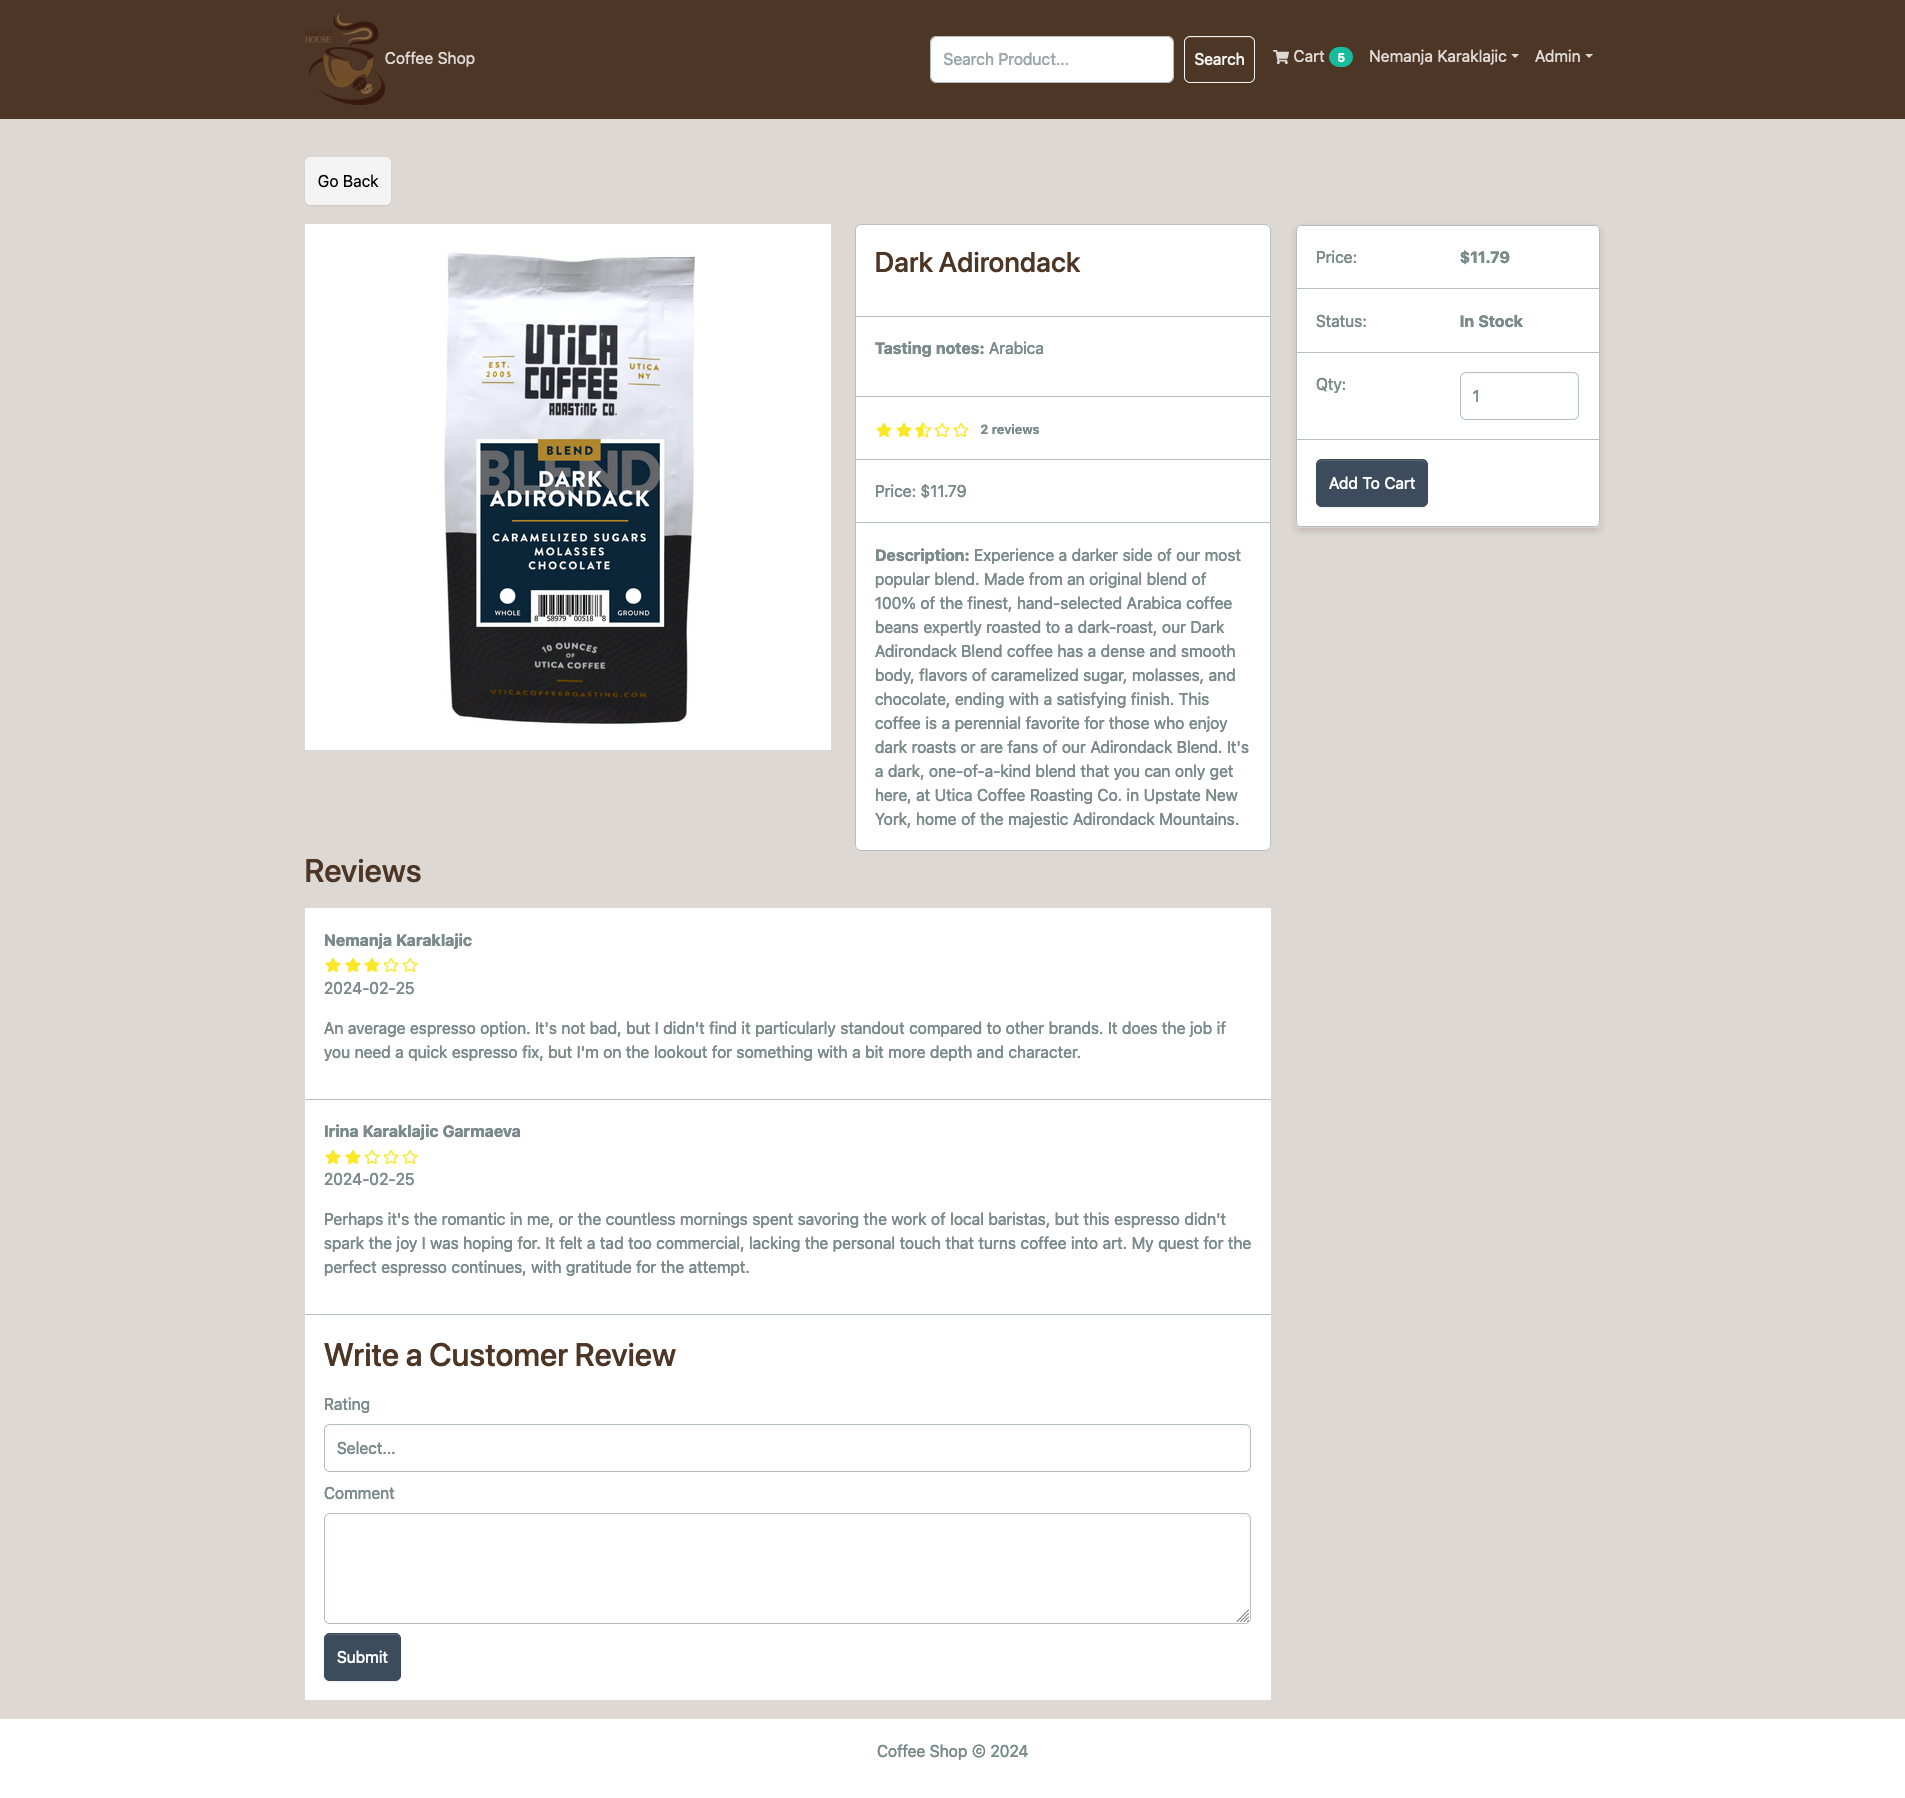 HOUSE
Coffee Shop
Search Product...
Search
Cart 5
Nemanja Karaklajic
Admin
Go Back
UTICA
COFFEE
ROASTING CO.
EST.
2005
UTICA
NY
BLEND
BLEND
DARK
ADIRONDACK
CARAMELIZED SUGARS
MOLASSES
CHOCOLATE
WHOLE
GROUND
8 58979 00518 8
10 OUNCES
OF
UTICA COFFEE
UTICACOFFEEROASTING.COM
Dark Adirondack
Tasting notes: Arabica
2 reviews
Price: $11.79
Description: Experience a darker side of our most
popular blend. Made from an original blend of
100% of the finest, hand-selected Arabica coffee
beans expertly roasted to a dark-roast, our Dark
Adirondack Blend coffee has a dense and smooth
body, flavors of caramelized sugar, molasses, and
chocolate, ending with a satisfying finish. This
coffee is a perennial favorite for those who enjoy
dark roasts or are fans of our Adirondack Blend. It's
a dark, one-of-a-kind blend that you can only get
here, at Utica Coffee Roasting Co. in Upstate New
York, home of the majestic Adirondack Mountains.
Price: $11.79
Status: In Stock
Qty: 1
Add To Cart
Reviews
Nemanja Karaklajic
2024-02-25
An average espresso option. It's not bad, but I didn't find it particularly standout compared to other brands. It does the job if
you need a quick espresso fix, but I'm on the lookout for something with a bit more depth and character.
Irina Karaklajic Garmaeva
2024-02-25
Perhaps it's the romantic in me, or the countless mornings spent savoring the work of local baristas, but this espresso didn't
spark the joy I was hoping for. It felt a tad too commercial, lacking the personal touch that turns coffee into art. My quest for the
perfect espresso continues, with gratitude for the attempt.
Write a Customer Review
Rating
Select...
Comment
Submit
Coffee Shop © 2024